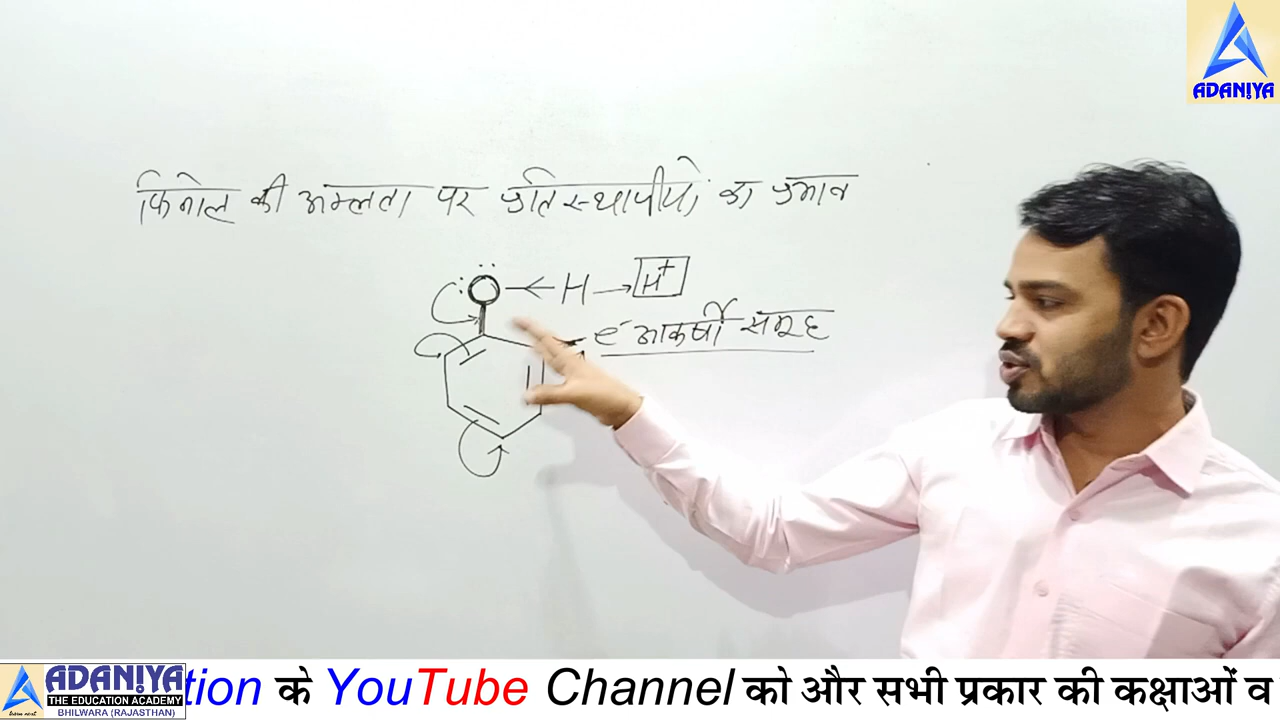 ADANIYA
फिनोल की अम्लता पर प्रतिस्थापीयों का प्रभाव
O H H+
e- आकर्षी समूह
ADANIYA
THE EDUCATION ACADEMY
BHILWARA (RAJASTHAN)
tion के YouTube Channel को और सभी प्रकार की कक्षाओं व